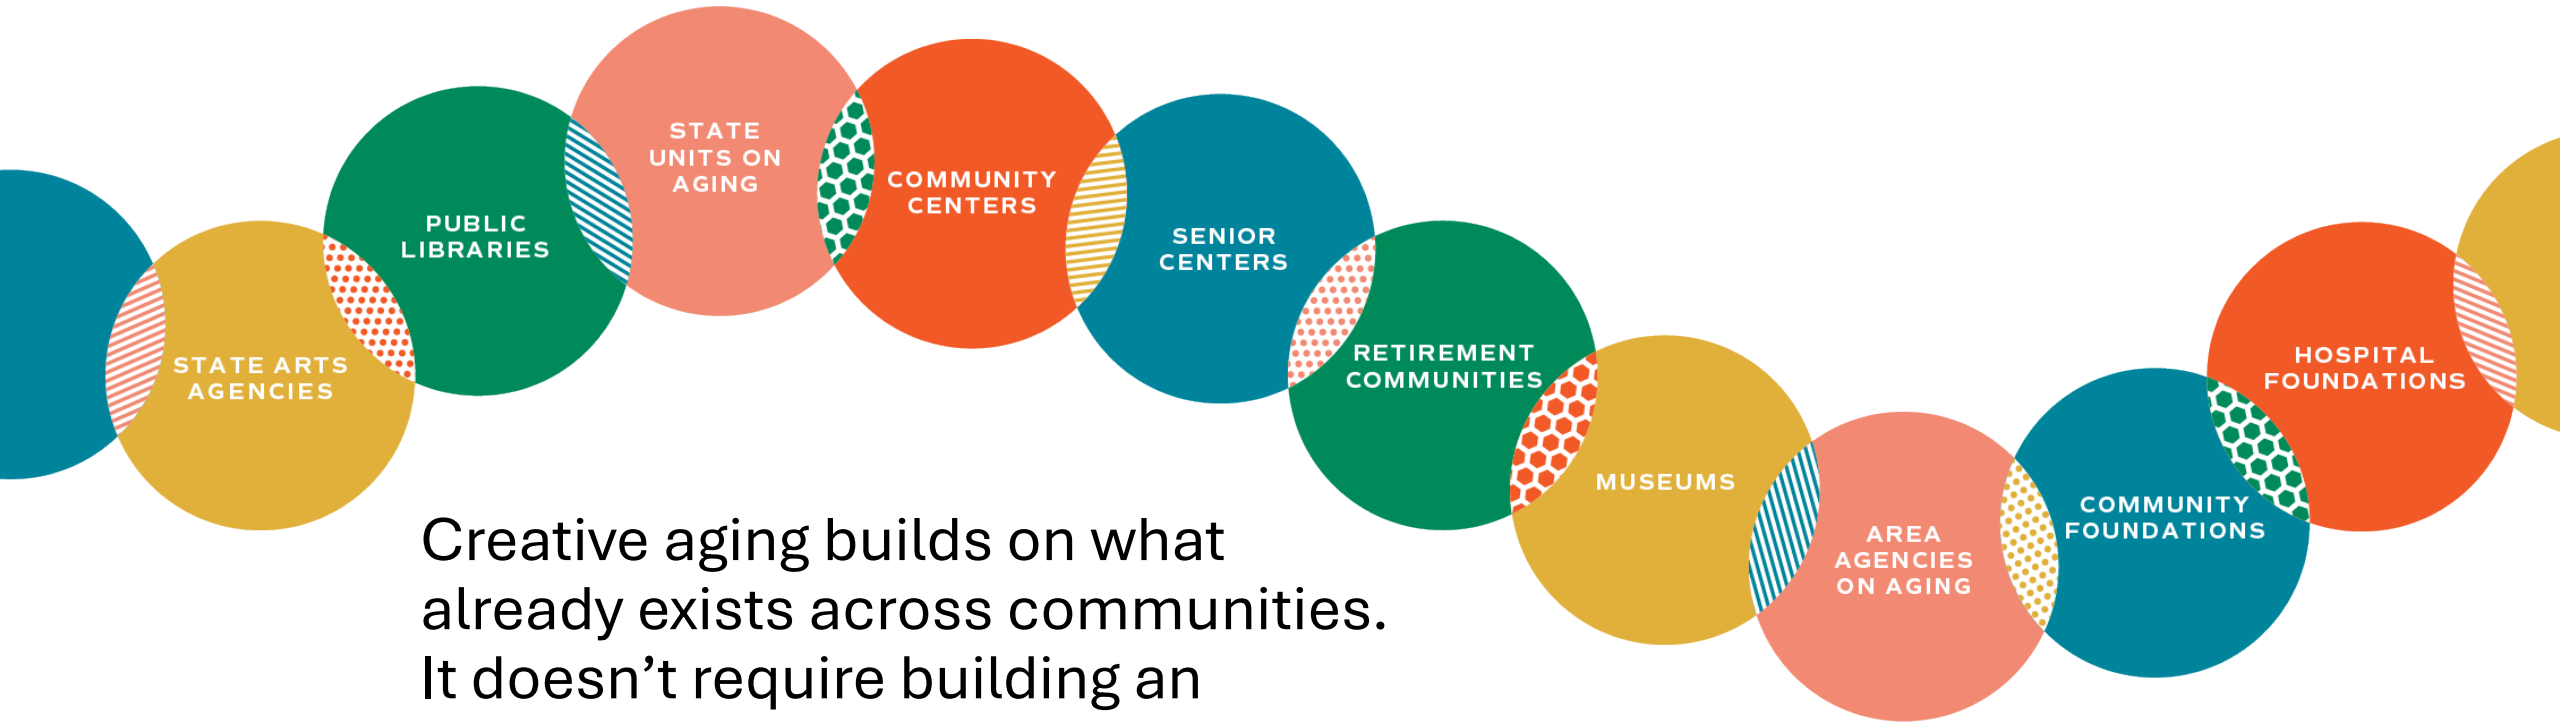 STATE ARTS
AGENCIES
PUBLIC
LIBRARIES
STATE
UNITS ON
AGING
COMMUNITY
CENTERS
SENIOR
CENTERS
RETIREMENT
COMMUNITIES
MUSEUMS
AREA
AGENCIES
ON AGING
COMMUNITY
FOUNDATIONS
HOSPITAL
FOUNDATIONS
Creative aging builds on what
already exists across communities.
It doesn’t require building an